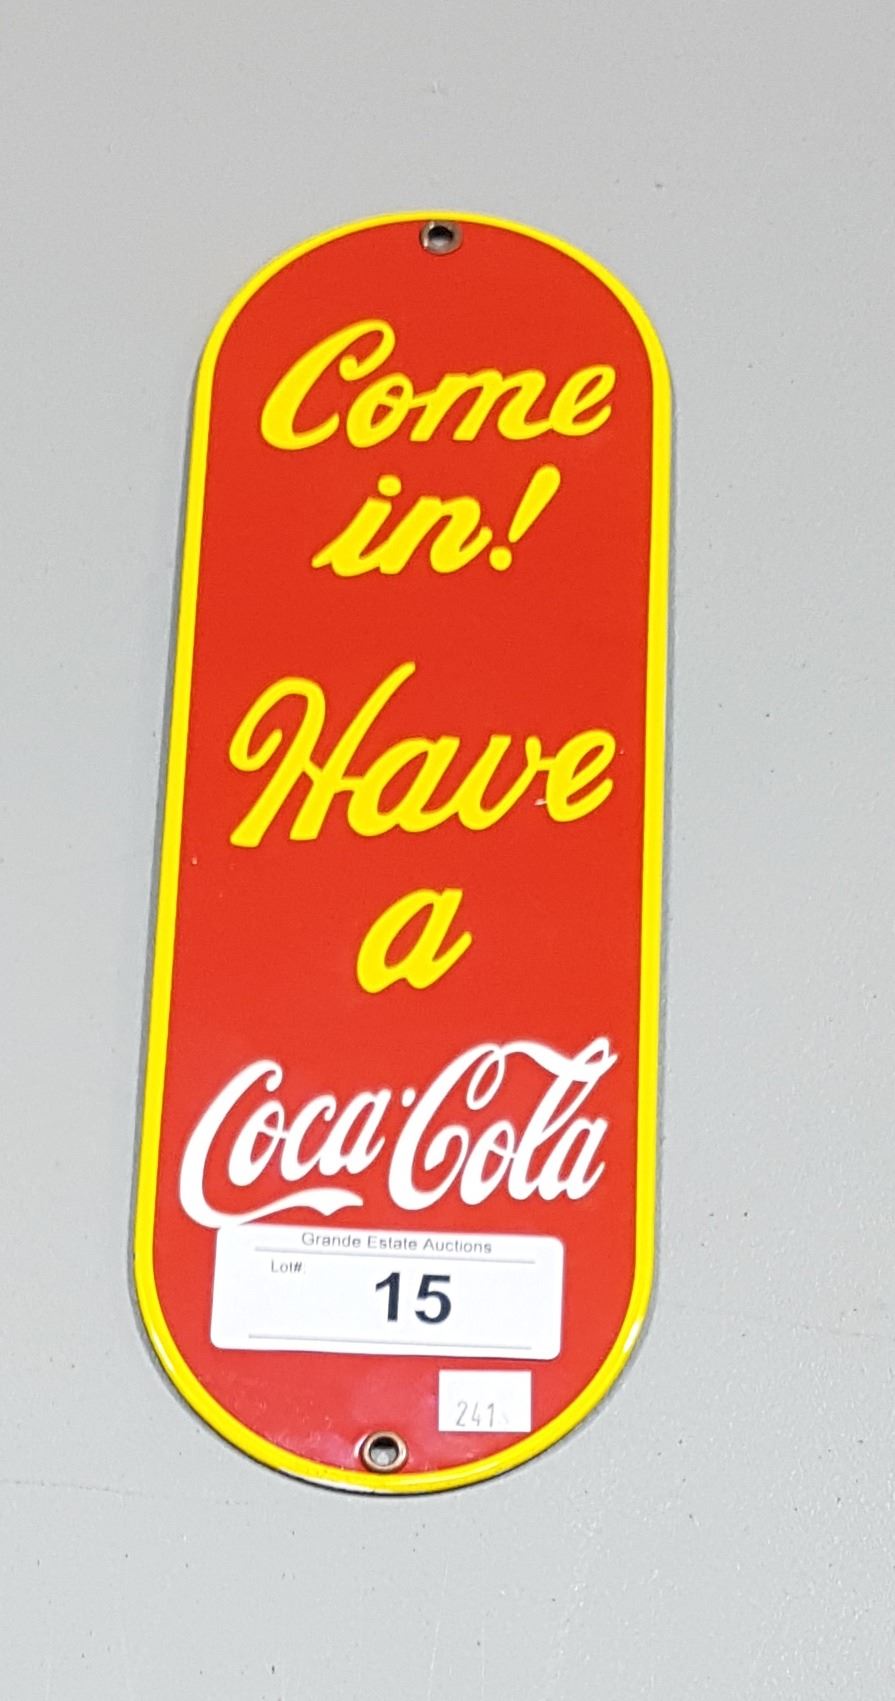 Come
in!
Have
a
Coca-Cola
Grande Estate Auctions
Lot#:
15
241